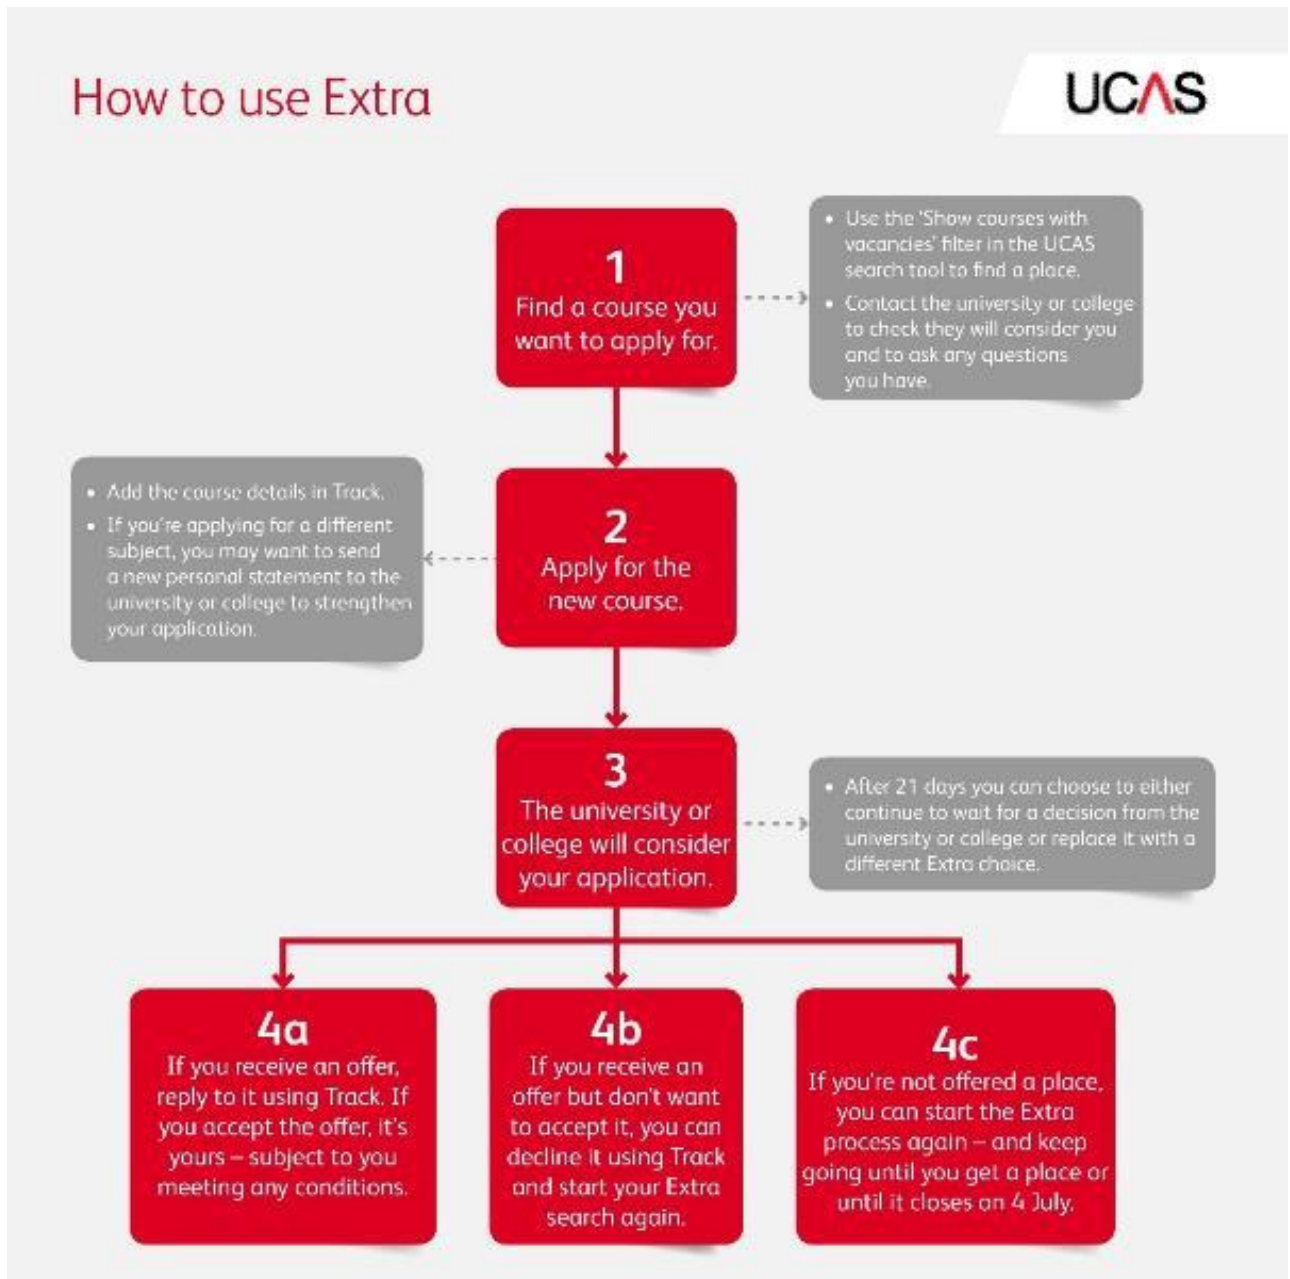 How to use Extra
UCAS
1
Find a course you
want to apply for.
• Use the 'Show courses with
vacancies' filter in the UCAS
search tool to find a place.
• Contact the university or college
to check they will consider you
and to ask any questions
you have.
2
Apply for the
new course.
• Add the course details in Track.
• If you're applying for a different
subject, you may want to send
a new personal statement to the
university or college to strengthen
your application.
3
The university or
college will consider
your application.
• After 21 days you can choose to either
continue to wait for a decision from the
university or college or replace it with a
different Extra choice.
4a
If you receive an offer,
reply to it using Track. If
you accept the offer, it's
yours – subject to you
meeting any conditions.
4b
If you receive an
offer but don't want
to accept it, you can
decline it using Track
and start your Extra
search again.
4c
If you're not offered a place,
you can start the Extra
process again – and keep
going until you get a place or
until it closes on 4 July.